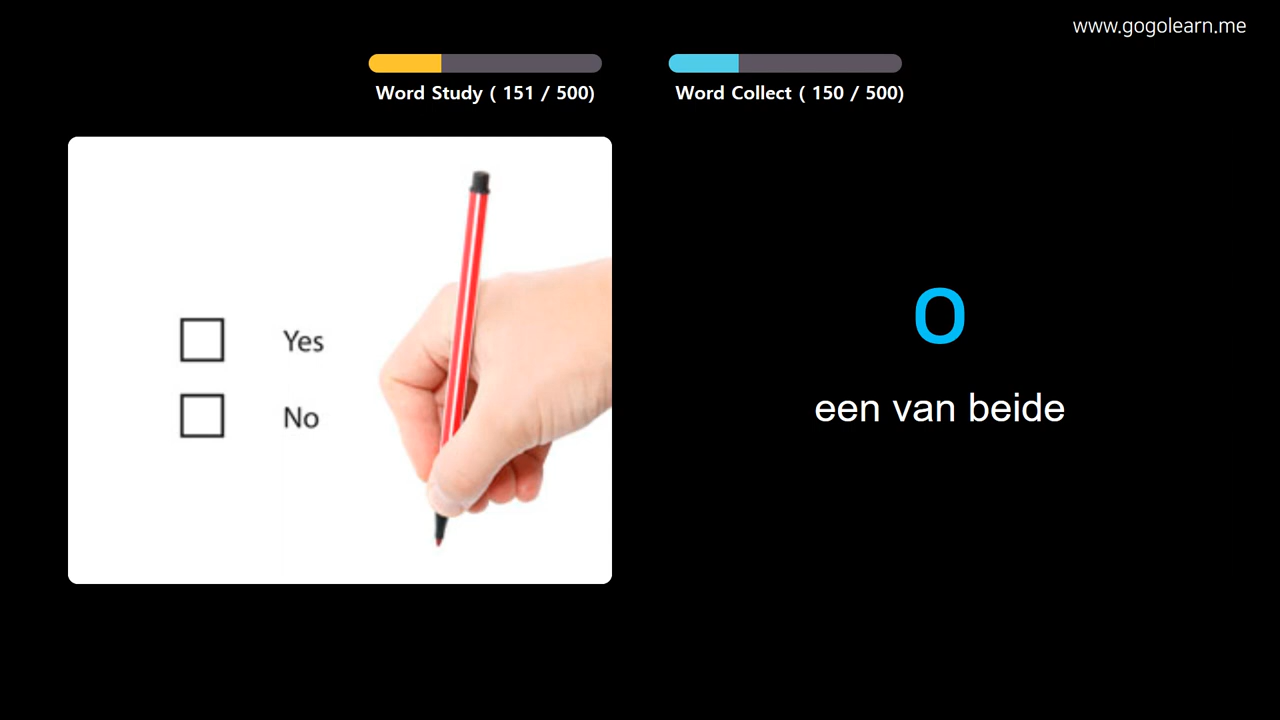 www.gogolearn.me
Word Study ( 151 / 500)
Word Collect ( 150 / 500)
Yes
No
o
een van beide